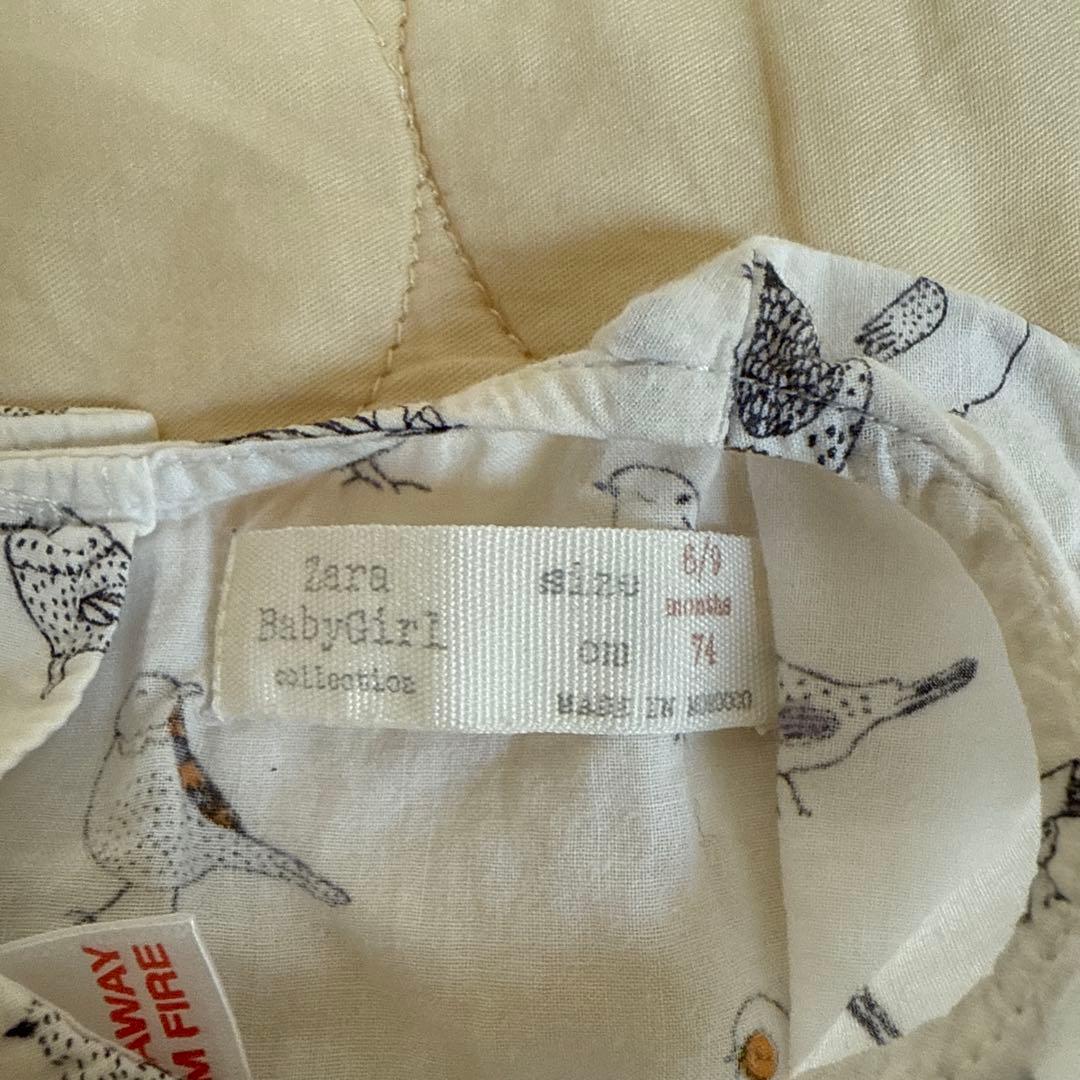 Zara
BabyGirl
collection
size
6/9
months
cm
74
MADE IN MOROCCO
AWAY
FIRE